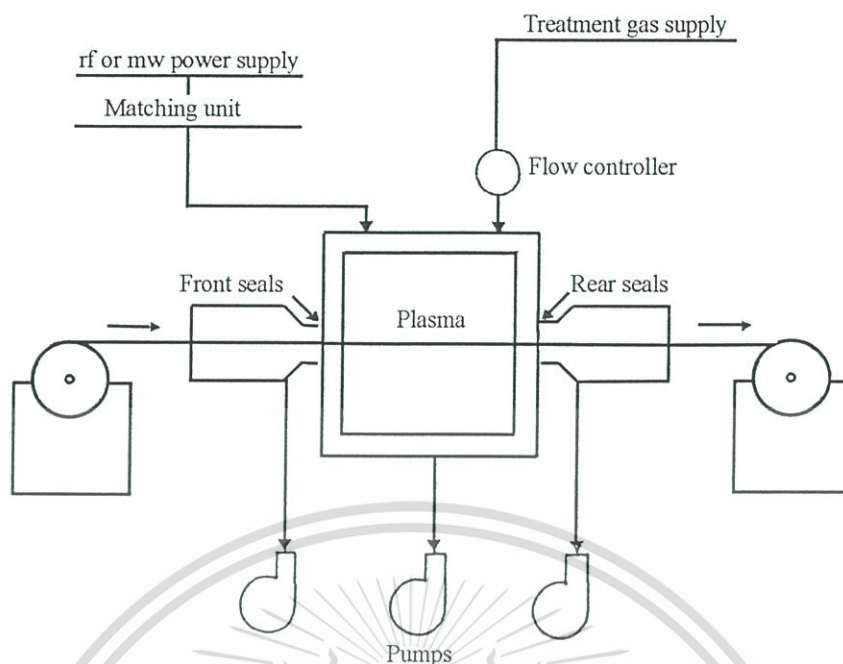 Treatment gas supply
rf or mw power supply
Matching unit
Flow controller
Front seals
Rear seals
Plasma
Pumps